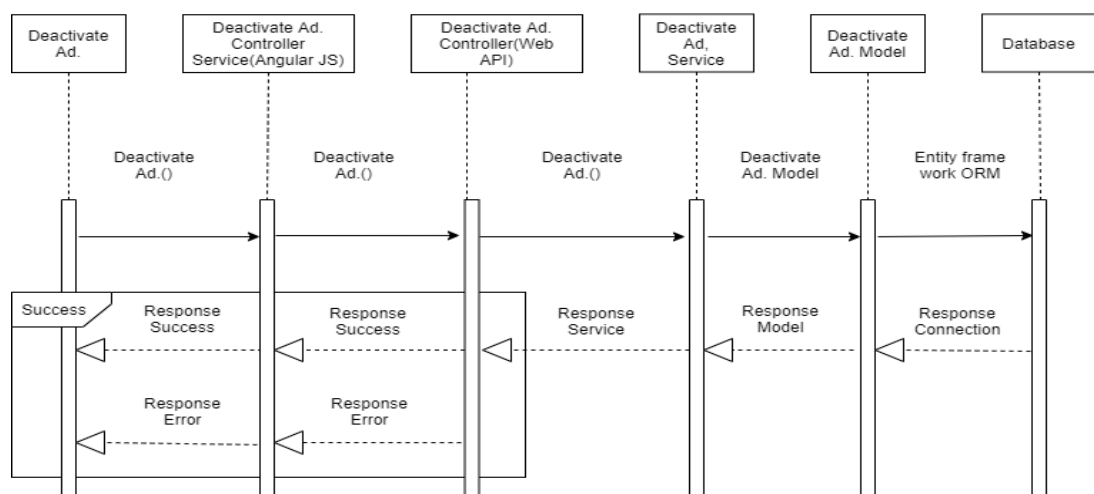 Deactivate
Ad.
Deactivate Ad.
Controller
Service(Angular JS)
Deactivate Ad.
Controller(Web
API)
Deactivate
Ad,
Service
Deactivate
Ad. Model
Database
Deactivate
Ad.()
Deactivate
Ad.()
Deactivate
Ad.()
Deactivate
Ad. Model
Entity frame
work ORM
Success
Response
Success
Response
Success
Response
Service
Response
Model
Response
Connection
Response
Error
Response
Error